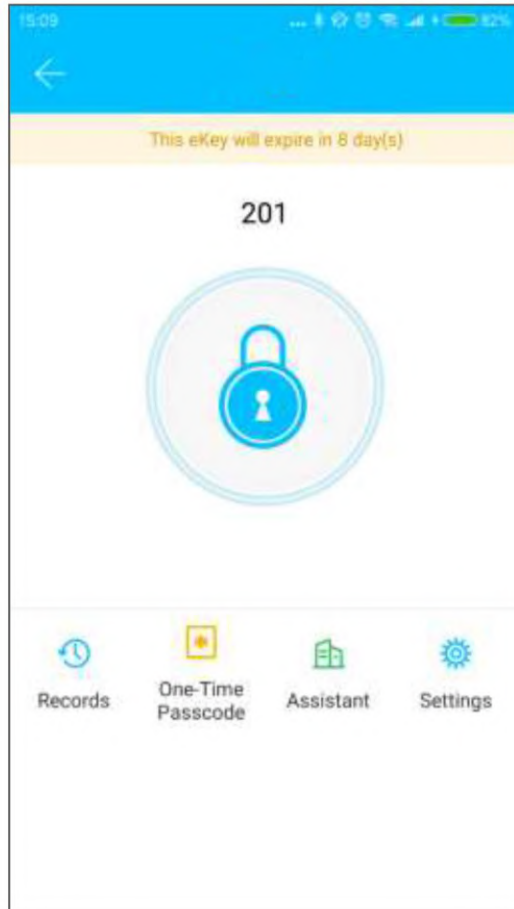 15:09
82%
This eKey will expire in 8 day(s)
201
Records
One-Time
Passcode
Assistant
Settings